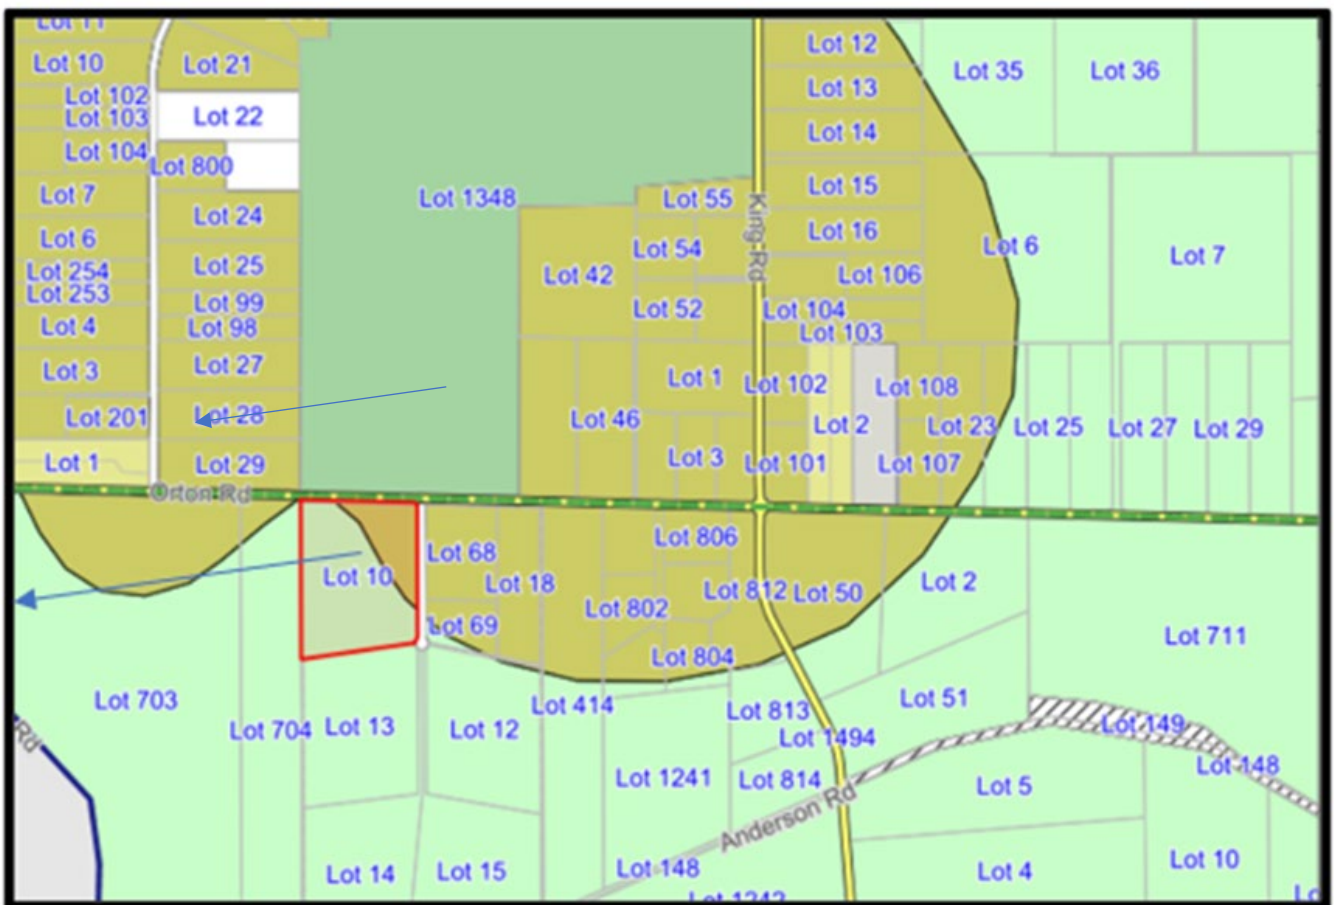 Lot 11
Lot 10
Lot 21
Lot 12
Lot 35
Lot 36
Lot 102
Lot 103
Lot 22
Lot 13
Lot 14
Lot 104
Lot 800
Lot 7
Lot 1348
Lot 55
Lot 15
Lot 24
Lot 6
King Rd
Lot 54
Lot 16
Lot 6
Lot 7
Lot 254
Lot 25
Lot 42
Lot 106
Lot 253
Lot 99
Lot 52
Lot 104
Lot 4
Lot 98
Lot 103
Lot 3
Lot 27
Lot 1
Lot 102
Lot 108
Lot 201
Lot 28
Lot 46
Lot 2
Lot 23
Lot 25
Lot 27
Lot 29
Lot 1
Lot 29
Lot 3
Lot 101
Lot 107
Orton Rd
Lot 68
Lot 806
Lot 10
Lot 18
Lot 812
Lot 50
Lot 2
Lot 802
Lot 69
Lot 711
Lot 804
Lot 703
Lot 51
Lot 414
Lot 813
Lot 704
Lot 13
Lot 12
Lot 1494
Lot 149
Rd
Lot 148
Lot 1241
Lot 814
Lot 5
Anderson Rd
Lot 14
Lot 15
Lot 148
Lot 4
Lot 10
Lot 1242